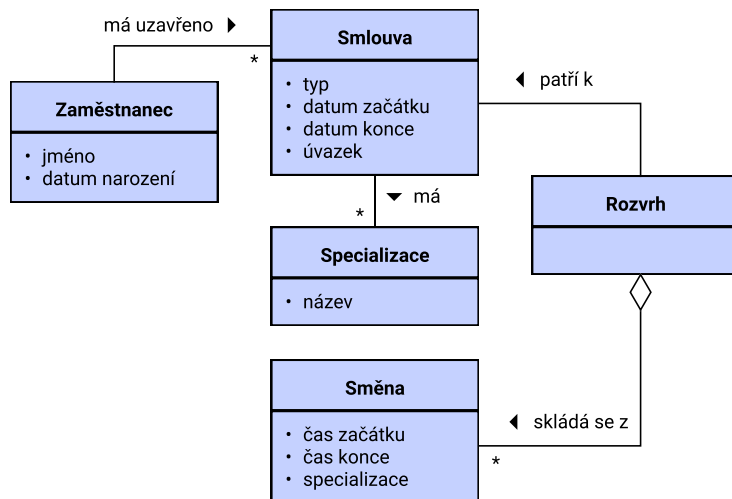 má uzavřeno
*
Smlouva
• typ
• datum začátku
• datum konce
• úvazek
Zaměstnanec
• jméno
• datum narození
patří k
má
*
Rozvrh
Specializace
• název
Směna
• čas začátku
• čas konce
• specializace
skládá se z
*